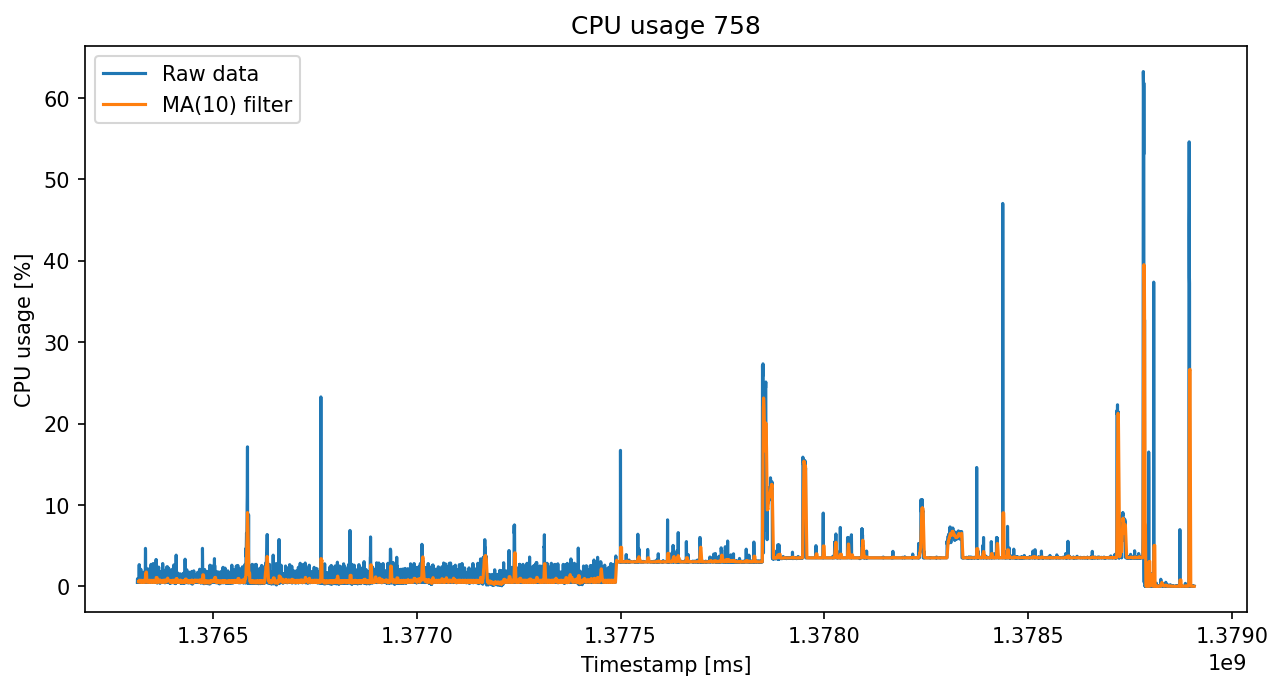 CPU usage 758
Raw data
MA(10) filter
CPU usage [%]
60
50
40
30
20
10
0
1.3765 1.3770 1.3775 1.3780 1.3785 1.3790
1e9
Timestamp [ms]